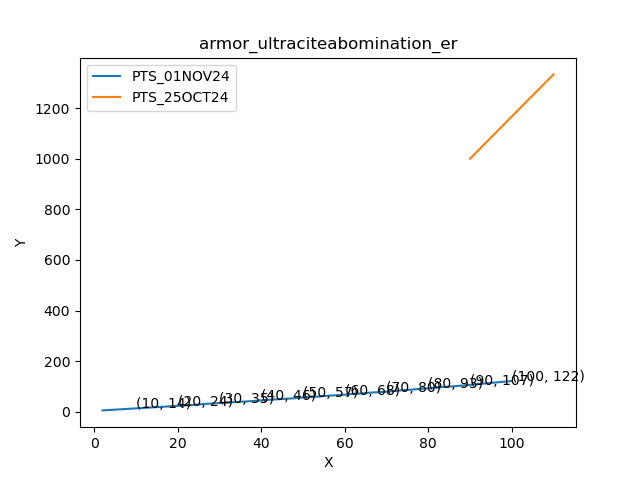 armor_ultraciteabomination_er
PTS_01NOV24
PTS_25OCT24
1200
1000
800
600
400
200
0
Y
(10, 14)
(20, 24)
(30, 35)
(40, 46)
(50, 57)
(60, 68)
(70, 80)
(80, 93)
(90, 107)
(100, 122)
0 20 40 60 80 100
X